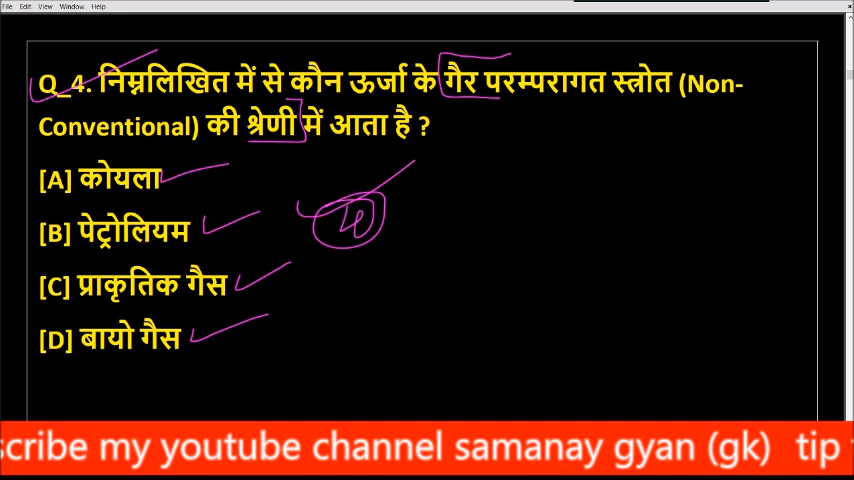 File Edit View Window Help
Q_4. निम्नलिखित में से कौन ऊर्जा के गैर परम्परागत स्त्रोत (Non-
Conventional) की श्रेणी में आता है ?
[A] कोयला
[B] पेट्रोलियम
[C] प्राकृतिक गैस
[D] बायो गैस
scribe my youtube channel samanay gyan (gk) tip